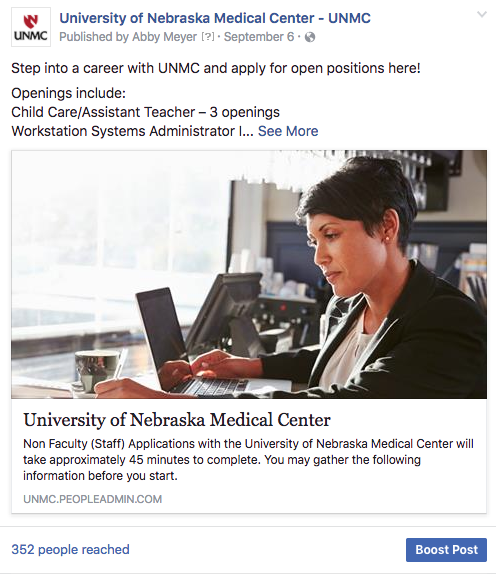 University of Nebraska Medical Center - UNMC
UNMC
Published by Abby Meyer [?] · September 6 ·
Step into a career with UNMC and apply for open positions here!
Openings include:
Child Care/Assistant Teacher – 3 openings
Workstation Systems Administrator I... See More
University of Nebraska Medical Center
Non Faculty (Staff) Applications with the University of Nebraska Medical Center will
take approximately 45 minutes to complete. You may gather the following
information before you start.
UNMC.PEOPLEADMIN.COM
352 people reached
Boost Post